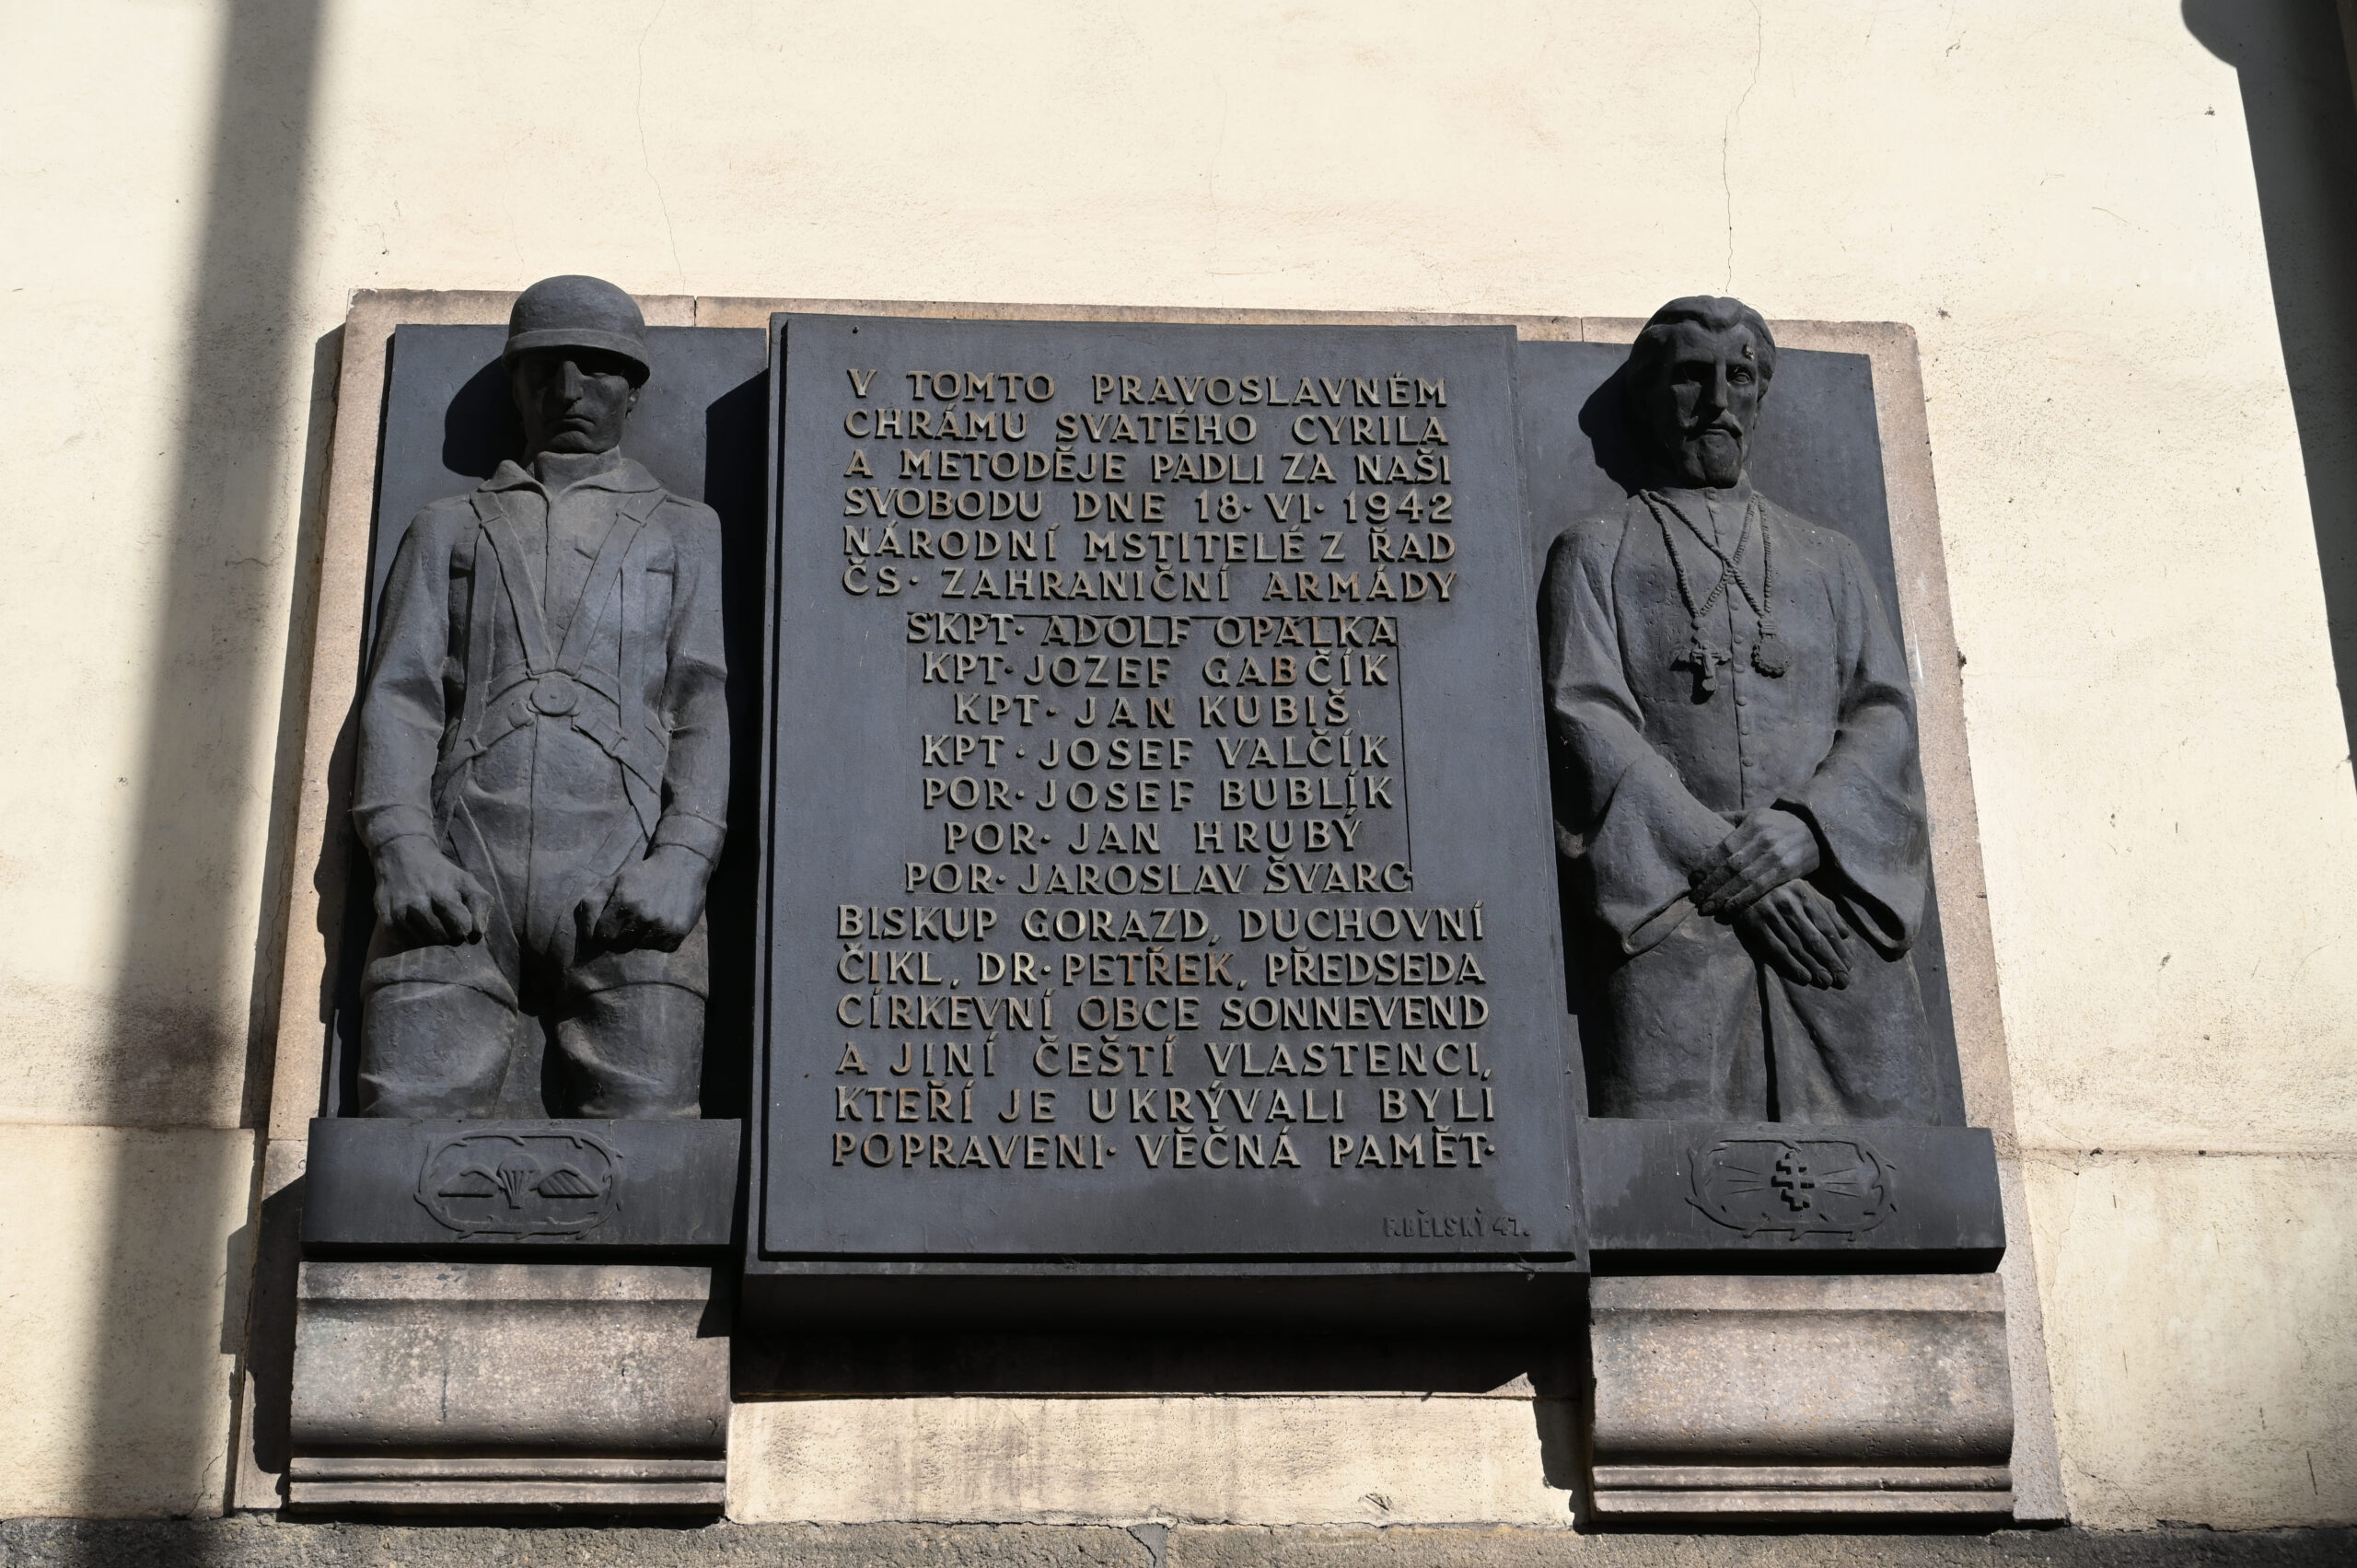 V TOMTO PRAVOSLAVNÉM
CHRÁMU SVATÉHO CYRILA
A METODĚJE PADLI ZA NAŠI
SVOBODU DNE 18· VI· 1942
NÁRODNÍ MSTITELÉ Z ŘAD
ČS· ZAHRANIČNÍ ARMÁDY
ŠKPT· ADOLF OPÁLKA
KPT· JOZEF GABČÍK
KPT· JAN KUBIŠ
KPT· JOSEF VALČÍK
POR· JOSEF BUBLÍK
POR· JAN HRUBÝ
POR· JAROSLAV ŠVARC·
BISKUP GORAZD, DUCHOVNÍ
ČIKL, DR· PETŘEK, PŘEDSEDA
CÍRKEVNÍ OBCE SONNEVEND
A JINÍ ČEŠTÍ VLASTENCI,
KTEŘÍ JE UKRÝVALI BYLI
POPRAVENI· VĚČNÁ PAMĚT·
F. BĚLSKÝ 47.